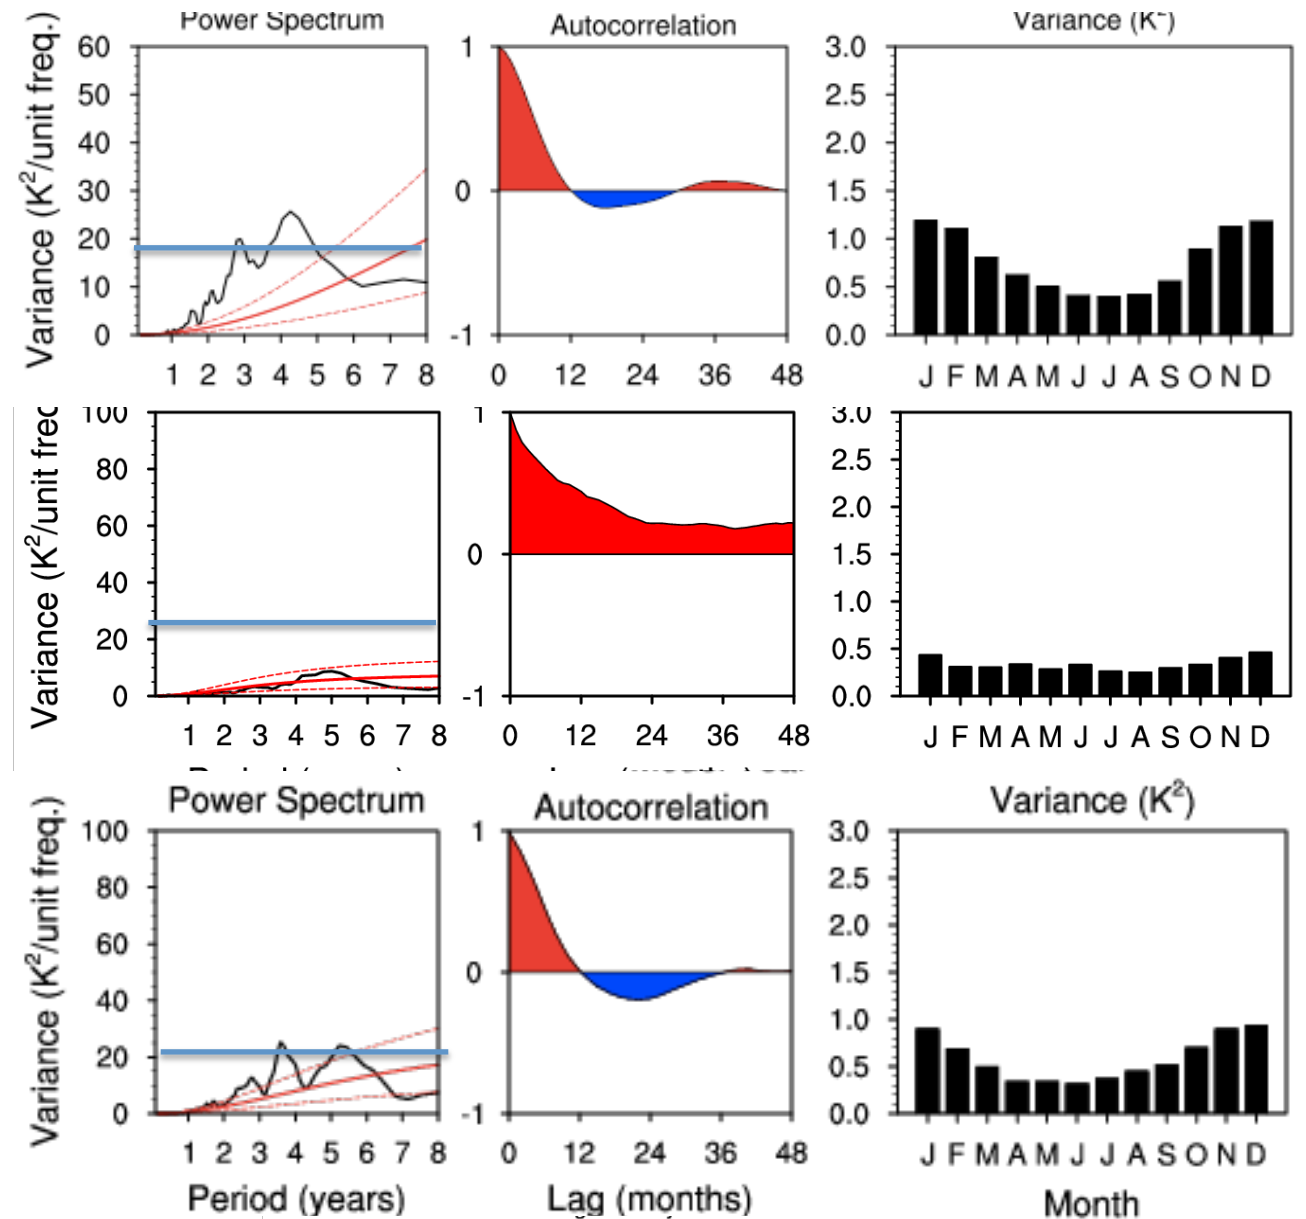 Power Spectrum
Autocorrelation
Variance (K2)
Variance (K2/unit freq.)
60
50
40
30
20
10
0
1 2 3 4 5 6 7 8
1
0
-1
0 12 24 36 48
3.0
2.5
2.0
1.5
1.0
0.5
0.0
J F M A M J J A S O N D
Variance (K2/unit frec
100
80
60
40
20
0
1 2 3 4 5 6 7 8
1
0
-1
0 12 24 36 48
3.0
2.5
2.0
1.5
1.0
0.5
0.0
J F M A M J J A S O N D
Power Spectrum
Autocorrelation
Variance (K2)
Variance (K2/unit freq.)
100
80
60
40
20
0
1 2 3 4 5 6 7 8
Period (years)
1
0
-1
0 12 24 36 48
Lag (months)
3.0
2.5
2.0
1.5
1.0
0.5
0.0
J F M A M J J A S O N D
Month